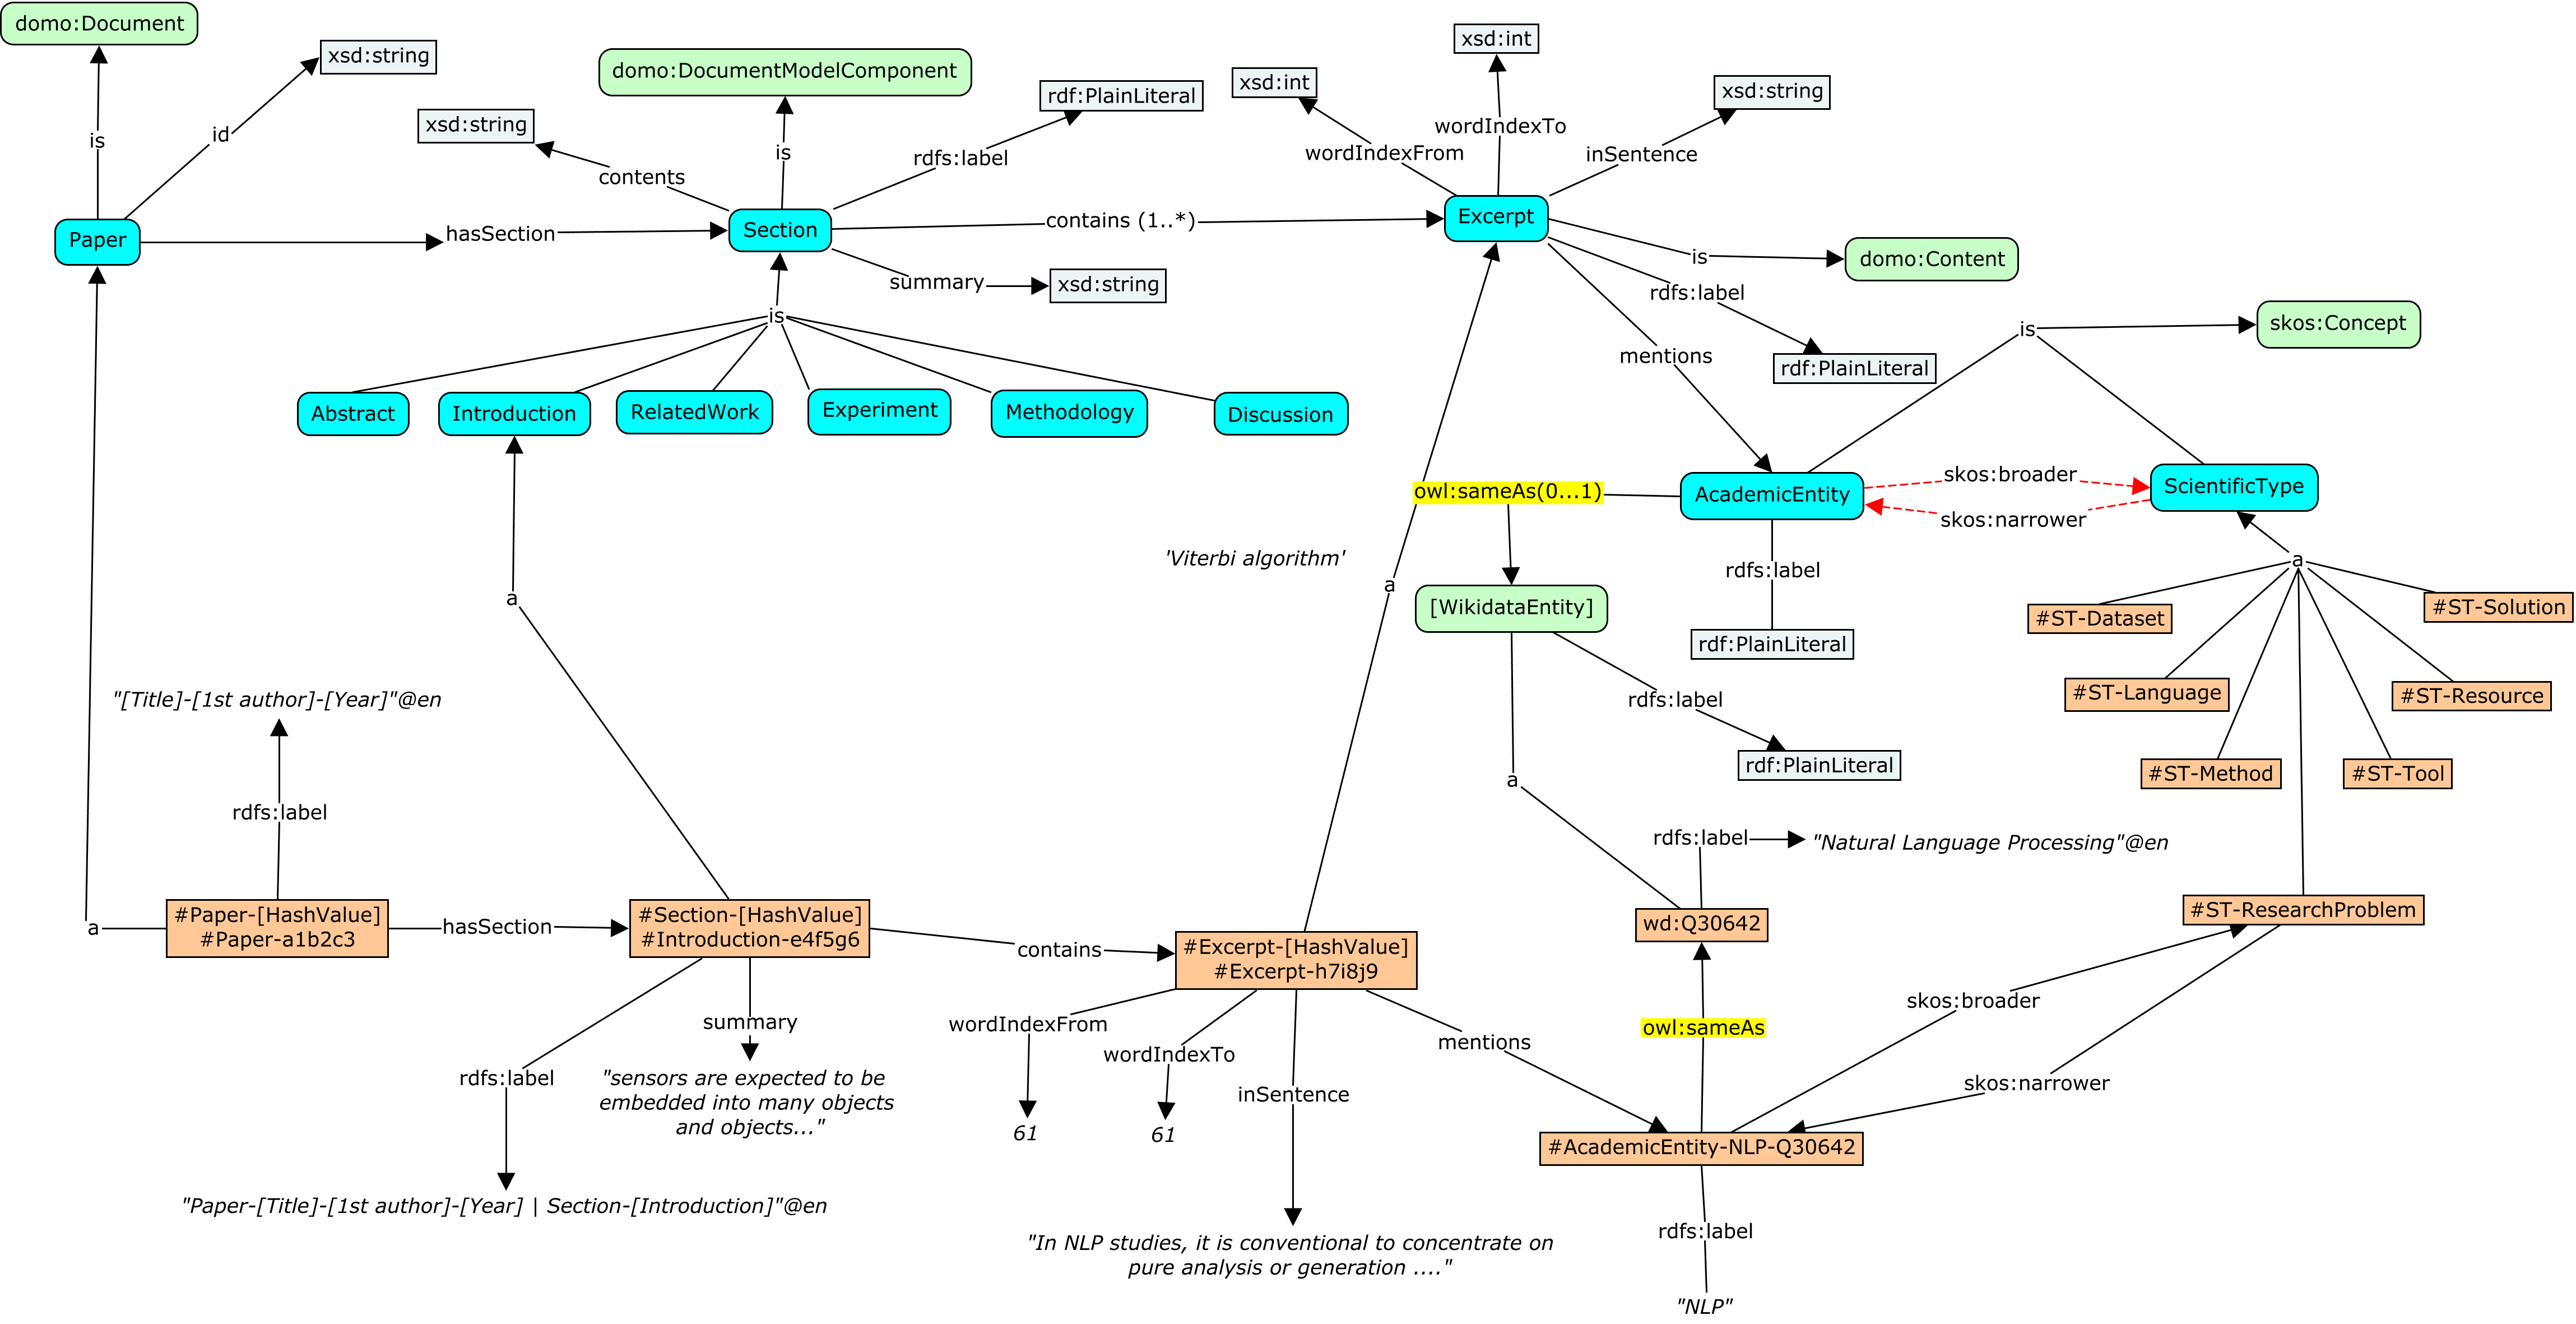 domo:Document
xsd:string
is
id
Paper
hasSection
xsd:string
domo:DocumentModelComponent
rdf:PlainLiteral
contents
is
rdfs:label
Section
contains (1..*)
summary
xsd:string
is
Abstract
Introduction
RelatedWork
Experiment
Methodology
Discussion
xsd:int
xsd:int
xsd:string
wordIndexTo
wordIndexFrom
inSentence
Excerpt
is
domo:Content
rdfs:label
mentions
rdf:PlainLiteral
is
skos:Concept
owl:sameAs(0...1)
AcademicEntity
skos:broader
skos:narrower
ScientificType
'Viterbi algorithm'
a
a
rdfs:label
rdf:PlainLiteral
[WikidataEntity]
rdfs:label
rdf:PlainLiteral
a
a
#ST-Dataset
#ST-Solution
#ST-Language
#ST-Resource
#ST-Method
#ST-Tool
#ST-ResearchProblem
"[Title]-[1st author]-[Year]"@en
rdfs:label
a
#Paper-[HashValue]
#Paper-a1b2c3
hasSection
#Section-[HashValue]
#Introduction-e4f5g6
contains
#Excerpt-[HashValue]
#Excerpt-h7i8j9
rdfs:label
"Natural Language Processing"@en
wd:Q30642
owl:sameAs
skos:broader
skos:narrower
summary
rdfs:label
"sensors are expected to be
embedded into many objects
and objects..."
"Paper-[Title]-[1st author]-[Year] | Section-[Introduction]"@en
wordIndexFrom
wordIndexTo
inSentence
mentions
61
61
"In NLP studies, it is conventional to concentrate on
pure analysis or generation ...."
#AcademicEntity-NLP-Q30642
rdfs:label
"NLP"